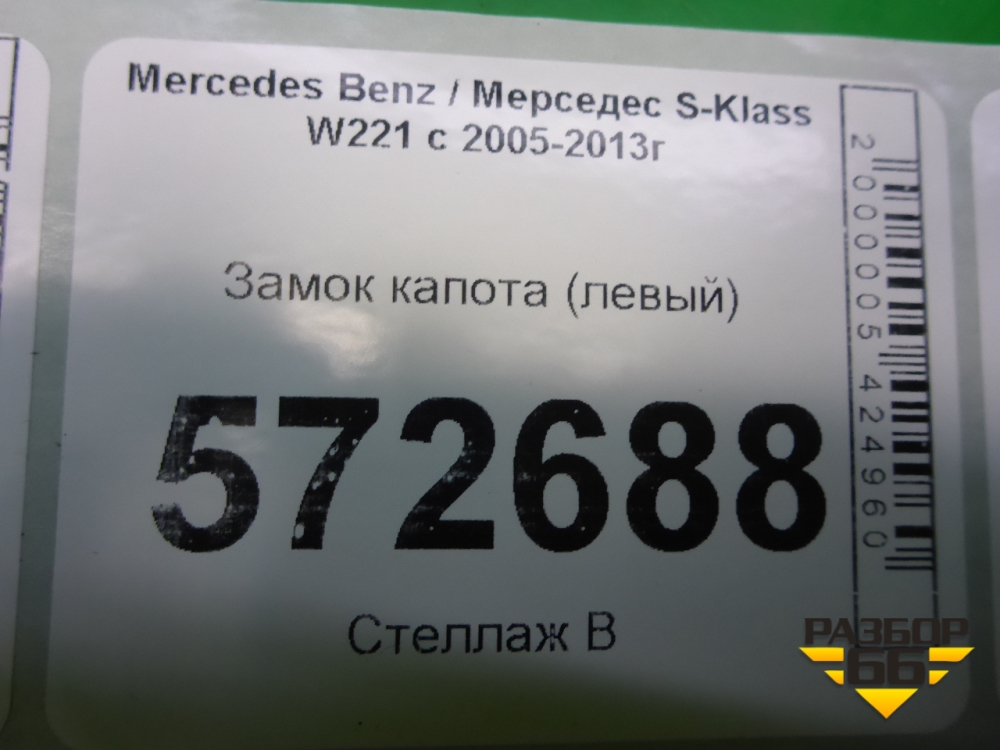 Mercedes Benz / Мерседес S-Klass
W221 с 2005-2013г
Замок капота (левый)
572688
Стеллаж В
2000005424960
РАЗБОР
66